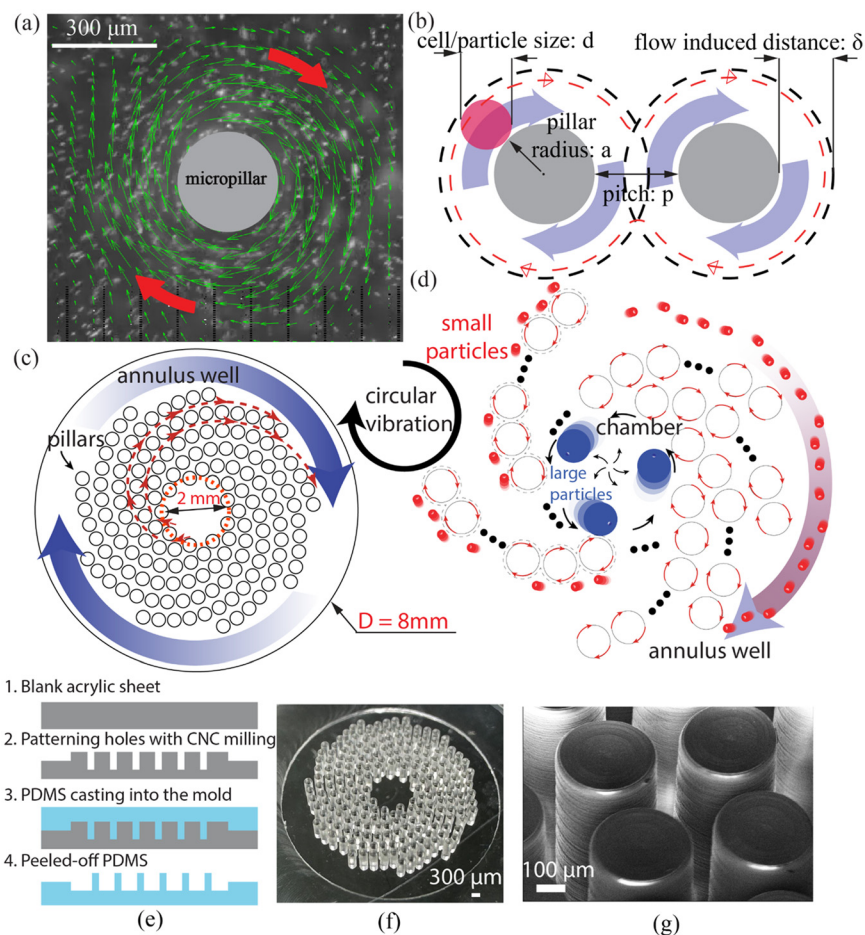 (a)
300 μm
micropillar
(b)
cell/particle size: d
flow induced distance: δ
pillar
radius: a
pitch: p
(c)
annulus well
pillars
2 mm
D = 8mm
circular
vibration
(d)
small
particles
chamber
large
particles
annulus well
1. Blank acrylic sheet
2. Patterning holes with CNC milling
3. PDMS casting into the mold
4. Peeled-off PDMS
(e)
300 μm
(f)
100 μm
(g)